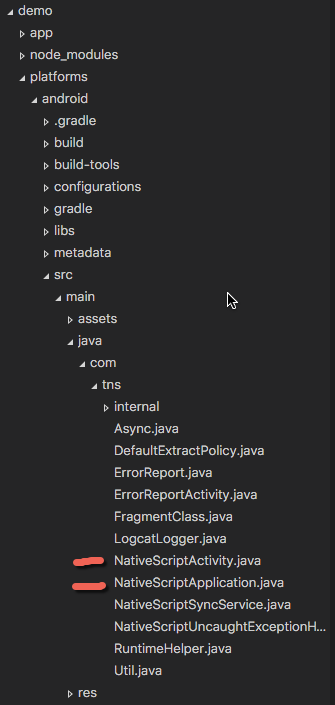 demo
app
node_modules
platforms
android
.gradle
build
build-tools
configurations
gradle
libs
metadata
src
main
assets
java
com
tns
internal
Async.java
DefaultExtractPolicy.java
ErrorReport.java
ErrorReportActivity.java
FragmentClass.java
LogcatLogger.java
NativeScriptActivity.java
NativeScriptApplication.java
NativeScriptSyncService.java
NativeScriptUncaughtExceptionH...
RuntimeHelper.java
Util.java
res